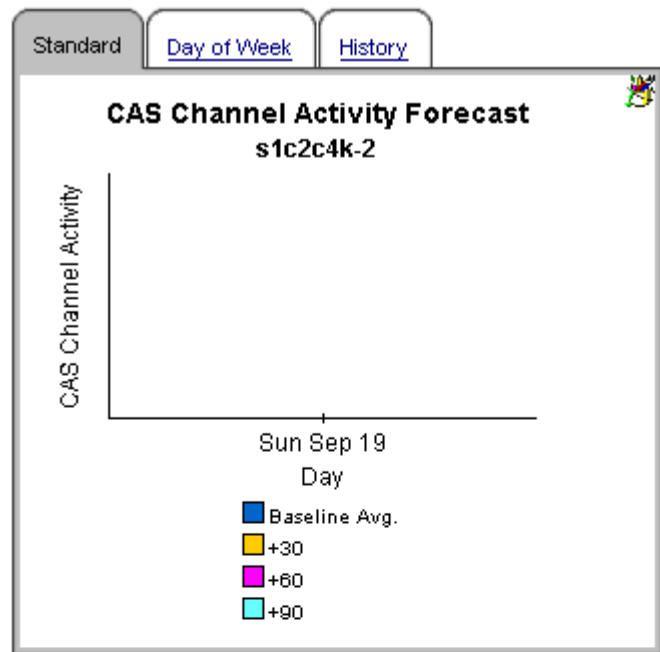 Standard
Day of Week
History
CAS Channel Activity Forecast
s1c2c4k-2
CAS Channel Activity
Sun Sep 19
Day
Baseline Avg.
+30
+60
+90